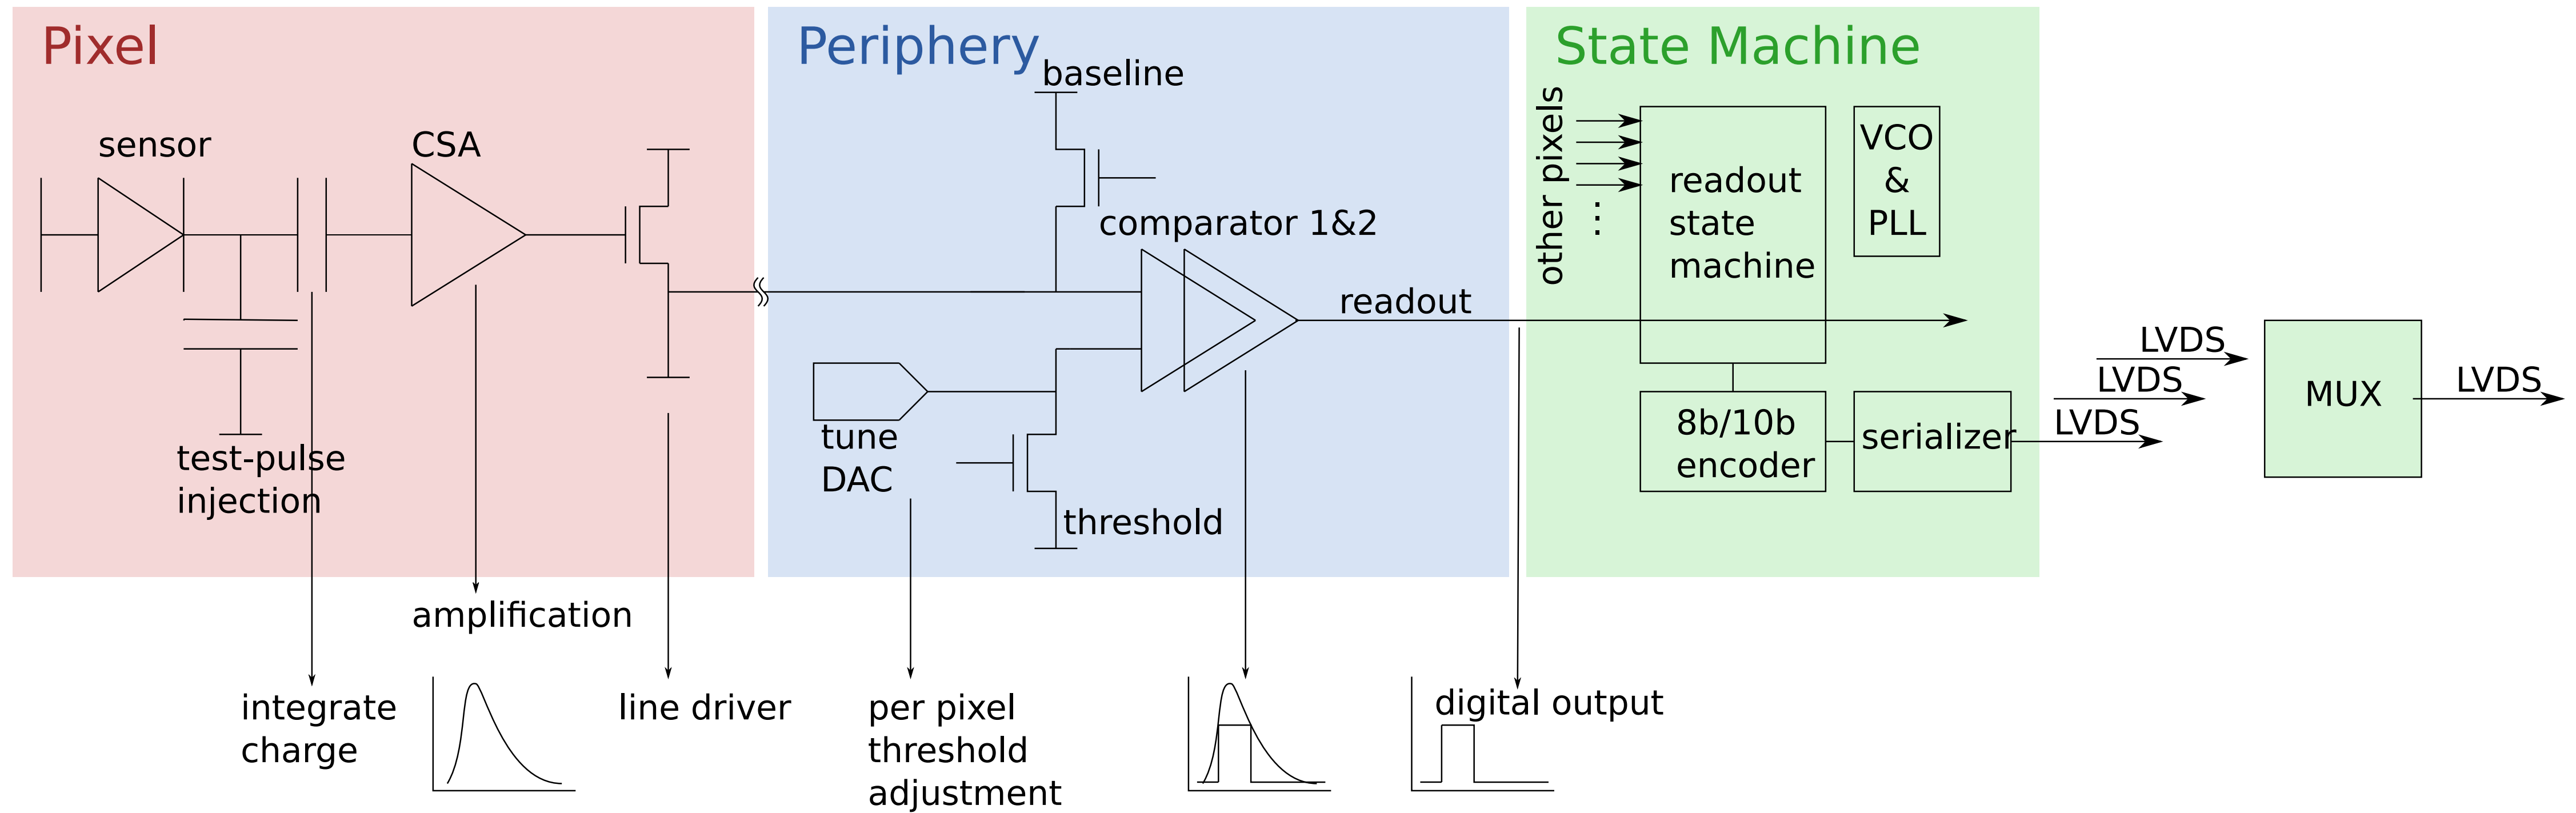 Pixel
sensor
CSA
test-pulse
injection
Periphery
baseline
comparator 1&2
readout
tune
DAC
threshold
State Machine
other pixels
⋮
readout
state
machine
VCO
&
PLL
8b/10b
encoder
serializer
LVDS
LVDS
LVDS
MUX
LVDS
amplification
integrate
charge
line driver
per pixel
threshold
adjustment
digital output